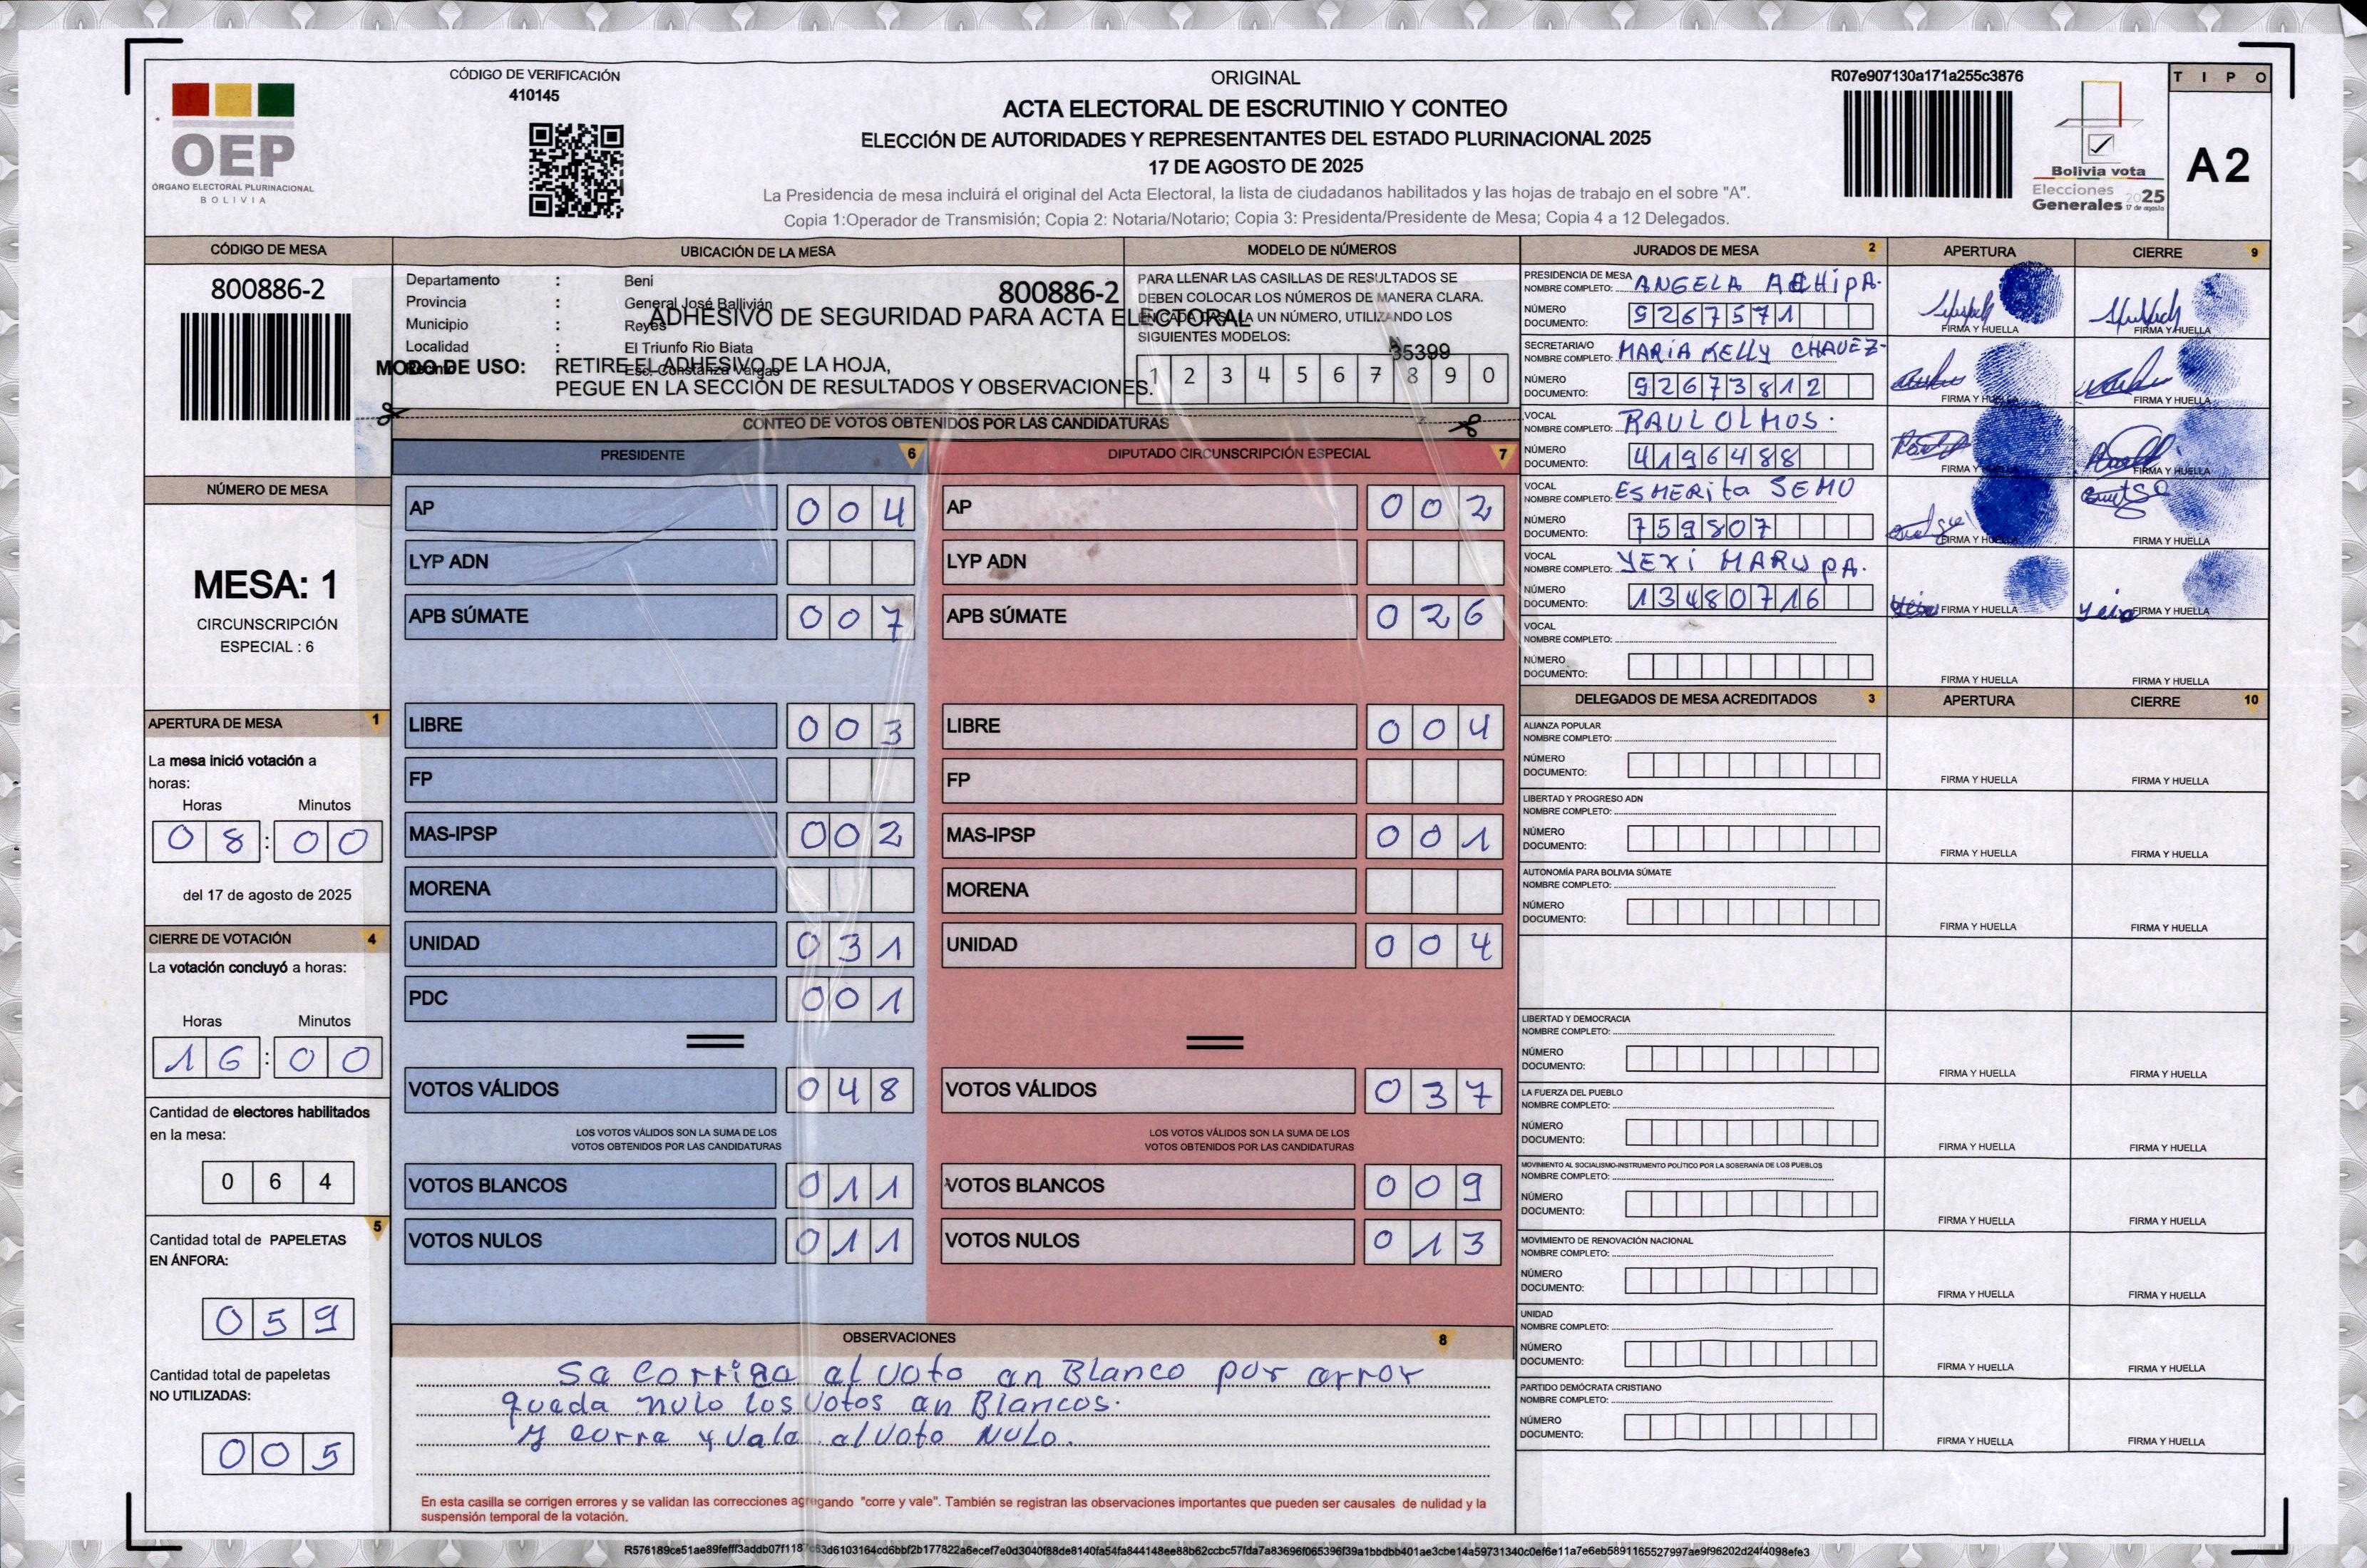 CÓDIGO DE VERIFICACIÓN
410145
OEP
ÓRGANO ELECTORAL PLURINACIONAL
BOLIVIA
ORIGINAL
ACTA ELECTORAL DE ESCRUTINIO Y CONTEO
ELECCIÓN DE AUTORIDADES Y REPRESENTANTES DEL ESTADO PLURINACIONAL 2025
17 DE AGOSTO DE 2025
La Presidencia de mesa incluirá el original del Acta Electoral, la lista de ciudadanos habilitados y las hojas de trabajo en el sobre "A".
Copia 1:Operador de Transmisión; Copia 2: Notaria/Notario; Copia 3: Presidenta/Presidente de Mesa; Copia 4 a 12 Delegados.
R07e907130a171a255c3876
Bolivia vota
Elecciones
Generales 2025
17 de agosto
TIPO
A2
CÓDIGO DE MESA
800886-2
NÚMERO DE MESA
MESA: 1
CIRCUNSCRIPCIÓN
ESPECIAL : 6
APERTURA DE MESA 1
La mesa inició votación a
horas:
Horas Minutos
08:00
del 17 de agosto de 2025
CIERRE DE VOTACIÓN 4
La votación concluyó a horas:
Horas Minutos
16:00
Cantidad de electores habilitados
en la mesa:
064
5
Cantidad total de PAPELETAS
EN ÁNFORA:
059
Cantidad total de papeletas
NO UTILIZADAS:
005
UBICACIÓN DE LA MESA
Departamento : Beni
Provincia : General José Ballivián
Municipio : Reyes
Localidad : El Triunfo Rio Biata
Esc. Constanza Vargas
800886-2
ADHESIVO DE SEGURIDAD PARA ACTA ELECTORAL
MODO DE USO: RETIRE EL ADHESIVO DE LA HOJA,
PEGUE EN LA SECCIÓN DE RESULTADOS Y OBSERVACIONES.
MODELO DE NÚMEROS
PARA LLENAR LAS CASILLAS DE RESULTADOS SE
DEBEN COLOCAR LOS NÚMEROS DE MANERA CLARA.
EN CADA CASILLA UN NÚMERO, UTILIZANDO LOS
SIGUIENTES MODELOS:
35399
1 2 3 4 5 6 7 8 9 0
CONTEO DE VOTOS OBTENIDOS POR LAS CANDIDATURAS
PRESIDENTE 6
AP 004
LYP ADN
APB SÚMATE 007
LIBRE 003
FP
MAS-IPSP 002
MORENA
UNIDAD 031
PDC 001
VOTOS VÁLIDOS 048
LOS VOTOS VÁLIDOS SON LA SUMA DE LOS
VOTOS OBTENIDOS POR LAS CANDIDATURAS
VOTOS BLANCOS 011
VOTOS NULOS 011
DIPUTADO CIRCUNSCRIPCIÓN ESPECIAL 7
AP 002
LYP ADN
APB SÚMATE 026
LIBRE 004
FP
MAS-IPSP 001
MORENA
UNIDAD 004
VOTOS VÁLIDOS 037
LOS VOTOS VÁLIDOS SON LA SUMA DE LOS
VOTOS OBTENIDOS POR LAS CANDIDATURAS
VOTOS BLANCOS 009
VOTOS NULOS 013
OBSERVACIONES 8
Se corrige el voto en Blanco por error
queda nulo los votos en Blancos.
y corre y vale el voto NULO.
En esta casilla se corrigen errores y se validan las correcciones agregando "corre y vale". También se registran las observaciones importantes que pueden ser causales de nulidad y la
suspensión temporal de la votación.
JURADOS DE MESA 2 APERTURA CIERRE 9
PRESIDENCIA DE MESA
NOMBRE COMPLETO: ANGELA ACHIPA.
NÚMERO
DOCUMENTO: 9267571 FIRMA Y HUELLA FIRMA Y HUELLA
SECRETARIA/O
NOMBRE COMPLETO: MARIA KELLY CHAVEZ-
NÚMERO
DOCUMENTO: 92673812 FIRMA Y HUELLA FIRMA Y HUELLA
VOCAL
NOMBRE COMPLETO: RAUL OLMOS.
NÚMERO
DOCUMENTO: 4196488 FIRMA Y HUELLA FIRMA Y HUELLA
VOCAL
NOMBRE COMPLETO: ESMERita SEMO
NÚMERO
DOCUMENTO: 759807 FIRMA Y HUELLA FIRMA Y HUELLA
VOCAL
NOMBRE COMPLETO: YEXi MARUPA.
NÚMERO
DOCUMENTO: 13480716 FIRMA Y HUELLA FIRMA Y HUELLA
VOCAL
NOMBRE COMPLETO:
NÚMERO
DOCUMENTO: FIRMA Y HUELLA FIRMA Y HUELLA
DELEGADOS DE MESA ACREDITADOS 3 APERTURA CIERRE 10
ALIANZA POPULAR
NOMBRE COMPLETO:
NÚMERO
DOCUMENTO: FIRMA Y HUELLA FIRMA Y HUELLA
LIBERTAD Y PROGRESO ADN
NOMBRE COMPLETO:
NÚMERO
DOCUMENTO: FIRMA Y HUELLA FIRMA Y HUELLA
AUTONOMÍA PARA BOLIVIA SÚMATE
NOMBRE COMPLETO:
NÚMERO
DOCUMENTO: FIRMA Y HUELLA FIRMA Y HUELLA
LIBERTAD Y DEMOCRACIA
NOMBRE COMPLETO:
NÚMERO
DOCUMENTO: FIRMA Y HUELLA FIRMA Y HUELLA
LA FUERZA DEL PUEBLO
NOMBRE COMPLETO:
NÚMERO
DOCUMENTO: FIRMA Y HUELLA FIRMA Y HUELLA
MOVIMIENTO AL SOCIALISMO-INSTRUMENTO POLÍTICO POR LA SOBERANÍA DE LOS PUEBLOS
NOMBRE COMPLETO:
NÚMERO
DOCUMENTO: FIRMA Y HUELLA FIRMA Y HUELLA
MOVIMIENTO DE RENOVACIÓN NACIONAL
NOMBRE COMPLETO:
NÚMERO
DOCUMENTO: FIRMA Y HUELLA FIRMA Y HUELLA
UNIDAD
NOMBRE COMPLETO:
NÚMERO
DOCUMENTO: FIRMA Y HUELLA FIRMA Y HUELLA
PARTIDO DEMÓCRATA CRISTIANO
NOMBRE COMPLETO:
NÚMERO
DOCUMENTO: FIRMA Y HUELLA FIRMA Y HUELLA